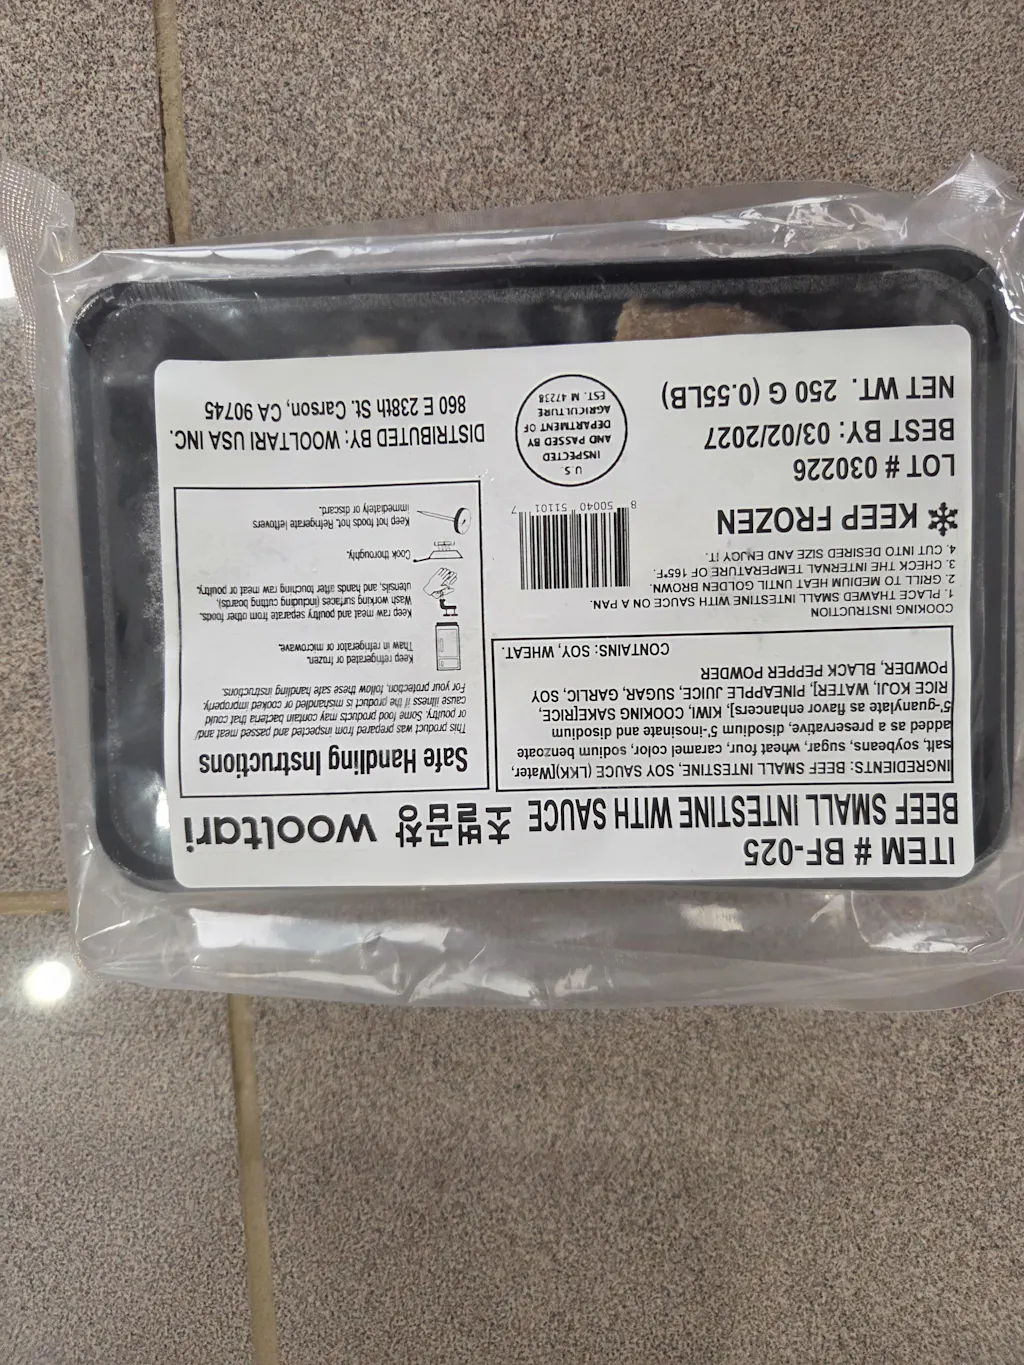 ITEM # BF-025
BEEF SMALL INTESTINE WITH SAUCE 초벌곱창 wooltari
INGREDIENTS: BEEF SMALL INTESTINE, SOY SAUCE (LKK)[Water,
salt, soybeans, sugar, wheat four, caramel color, sodium benzoate
added as a preservative, disodium 5'-inosinate and disodium
5'-guanylate as flavor enhancers], KIWI, COOKING SAKE[RICE,
RICE KOJI, WATER], PINEAPPLE JUICE, SUGAR, GARLIC, SOY
POWDER, BLACK PEPPER POWDER
CONTAINS: SOY, WHEAT.
COOKING INSTRUCTION
1. PLACE THAWED SMALL INTESTINE WITH SAUCE ON A PAN.
2. GRILL TO MEDIUM HEAT UNTIL GOLDEN BROWN.
3. CHECK THE INTERNAL TEMPERATURE OF 165°F.
4. CUT INTO DESIRED SIZE AND ENJOY IT.
KEEP FROZEN
8 50040 51101 7
LOT # 030226
BEST BY: 03/02/2027
NET WT. 250 G (0.55LB)
U.S.
INSPECTED
AND PASSED BY
DEPARTMENT OF
AGRICULTURE
EST. M 47238
Safe Handling Instructions
This product was prepared from inspected and passed meat and/
or poultry. Some food products may contain bacteria that could
cause illness if the product is mishandled or cooked improperly.
For your protection, follow these safe handling instructions.
Keep refrigerated or frozen.
Thaw in refrigerator or microwave.
Keep raw meat and poultry separate from other foods.
Wash working surfaces (including cutting boards),
utensils, and hands after touching raw meat or poultry.
Cook thoroughly.
Keep hot foods hot. Refrigerate leftovers
immediately or discard.
DISTRIBUTED BY: WOOLTARI USA INC.
860 E 238th St. Carson, CA 90745